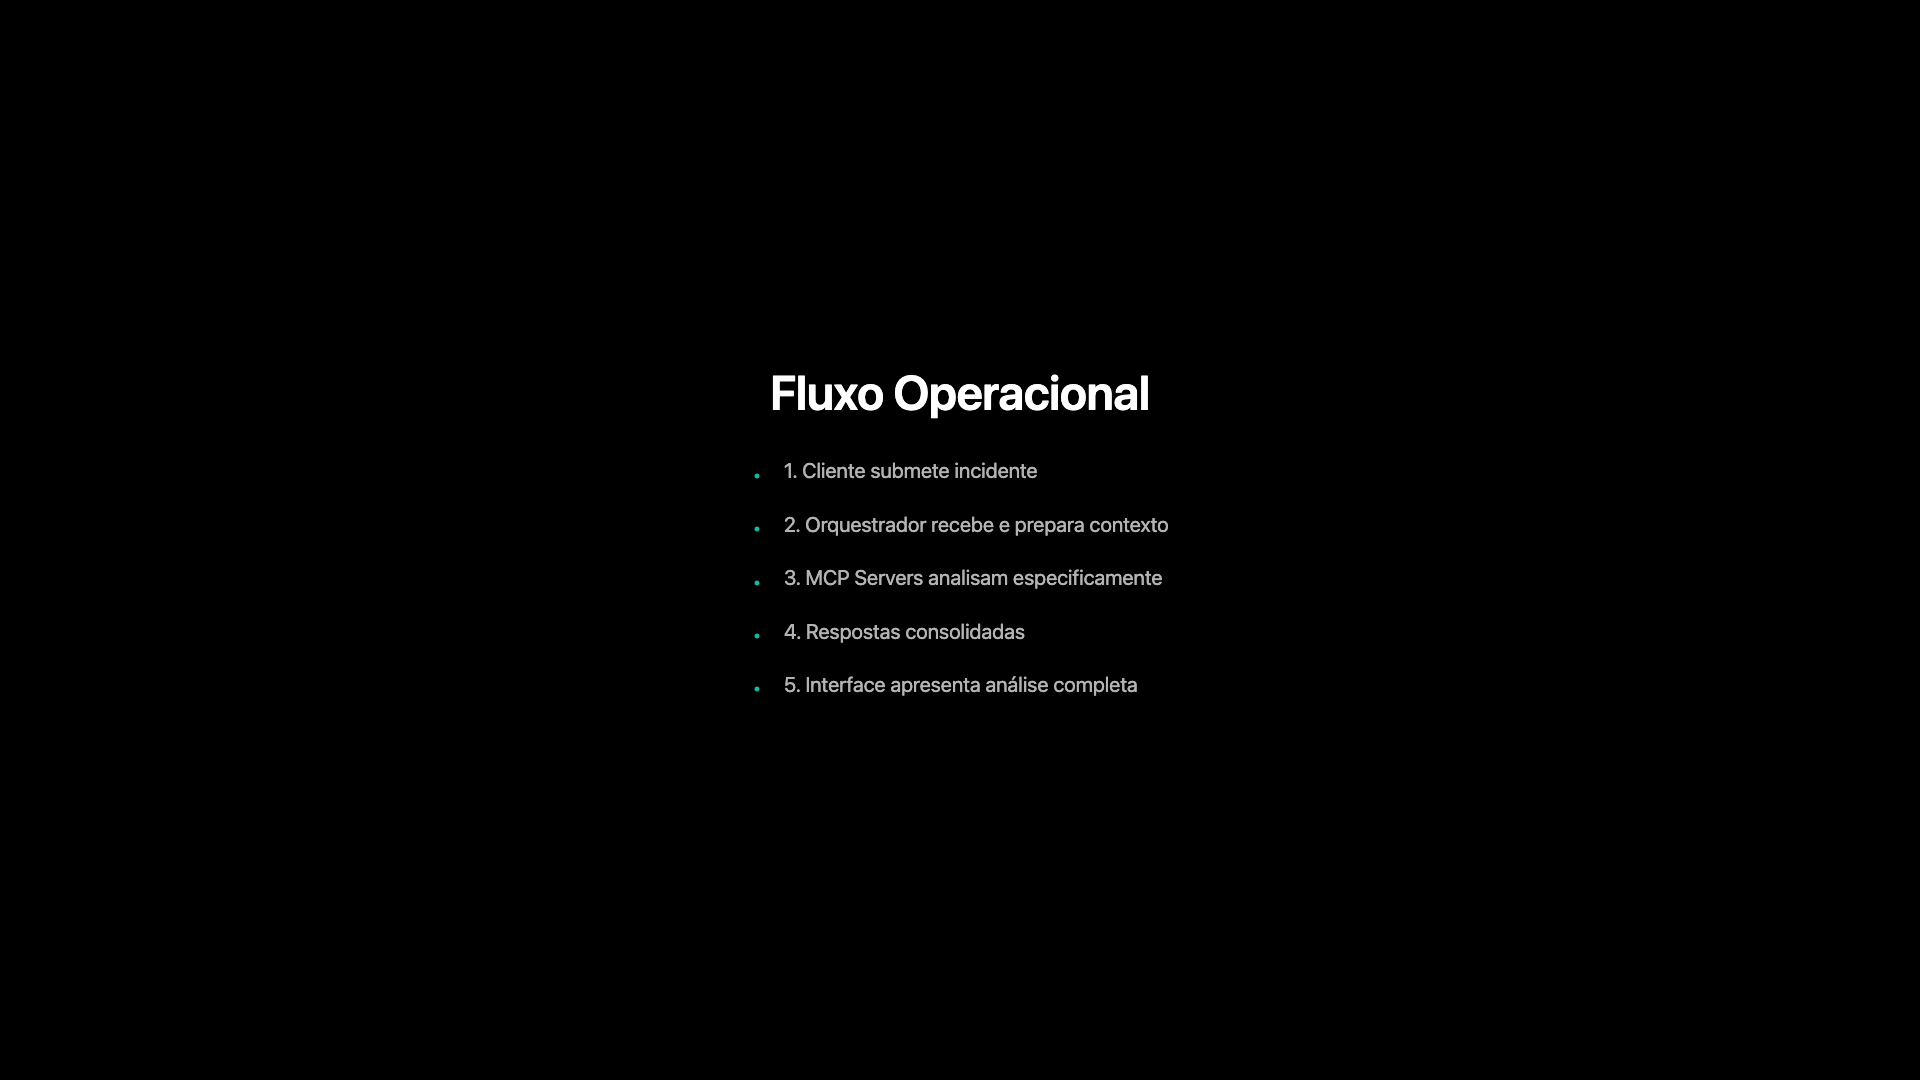 Fluxo Operacional
• 1. Cliente submete incidente
• 2. Orquestrador recebe e prepara contexto
• 3. MCP Servers analisam especificamente
• 4. Respostas consolidadas
• 5. Interface apresenta análise completa